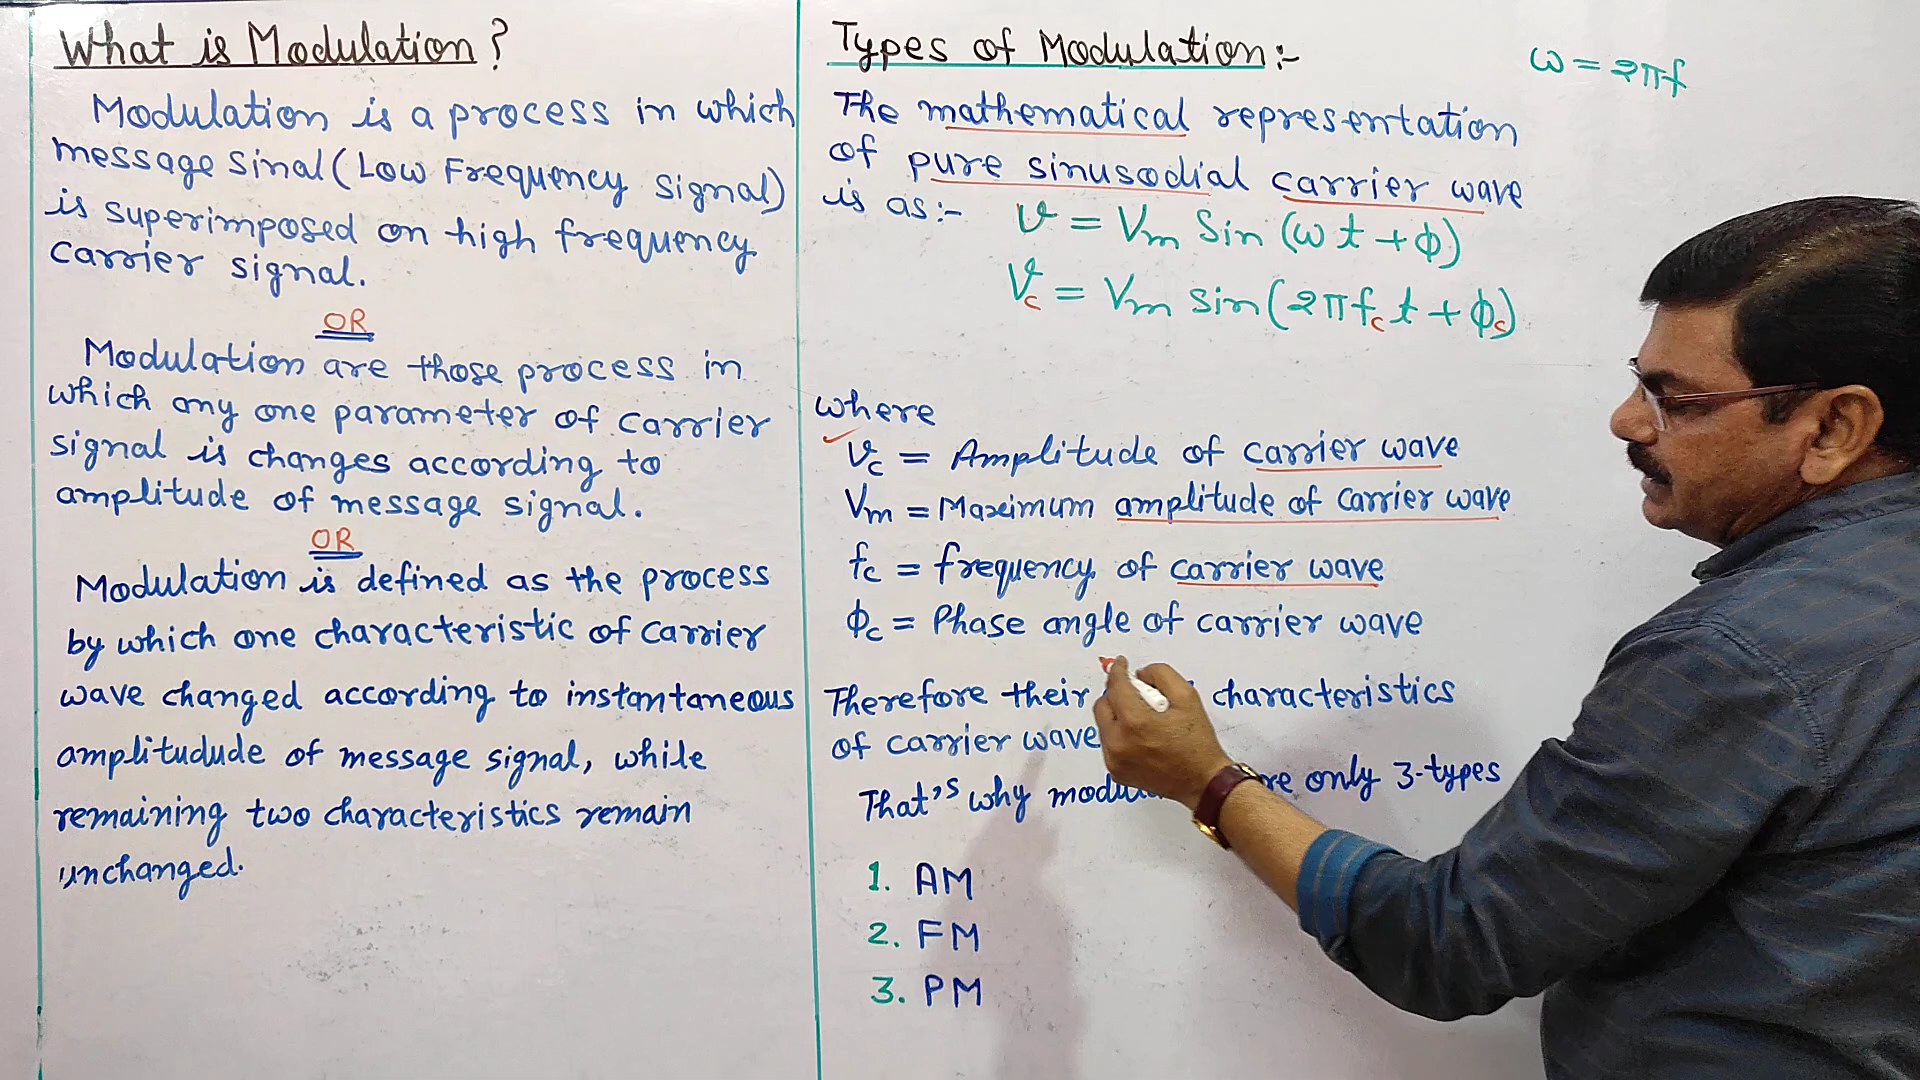 What is Modulation?
Modulation is a process in which
message sinal (Low Frequency signal)
is superimposed on high frequency
carrier signal.
OR
Modulation are those process in
which any one parameter of carrier
signal is changes according to
amplitude of message signal.
OR
Modulation is defined as the process
by which one characteristic of carrier
wave changed according to instantaneous
amplitudude of message signal, while
remaining two characteristics remain
unchanged.
Types of Modulation:-
ω = 2πf
The mathematical representation
of pure sinusodial carrier wave
is as:- v = Vm Sin (ωt + ϕ)
Vc = Vm sin (2πfc t + ϕc)
where
vc = Amplitude of carrier wave
Vm = Maximum amplitude of carrier wave
fc = frequency of carrier wave
ϕc = Phase angle of carrier wave
Therefore their characteristics
of carrier wave
That's why only 3-types
1. AM
2. FM
3. PM